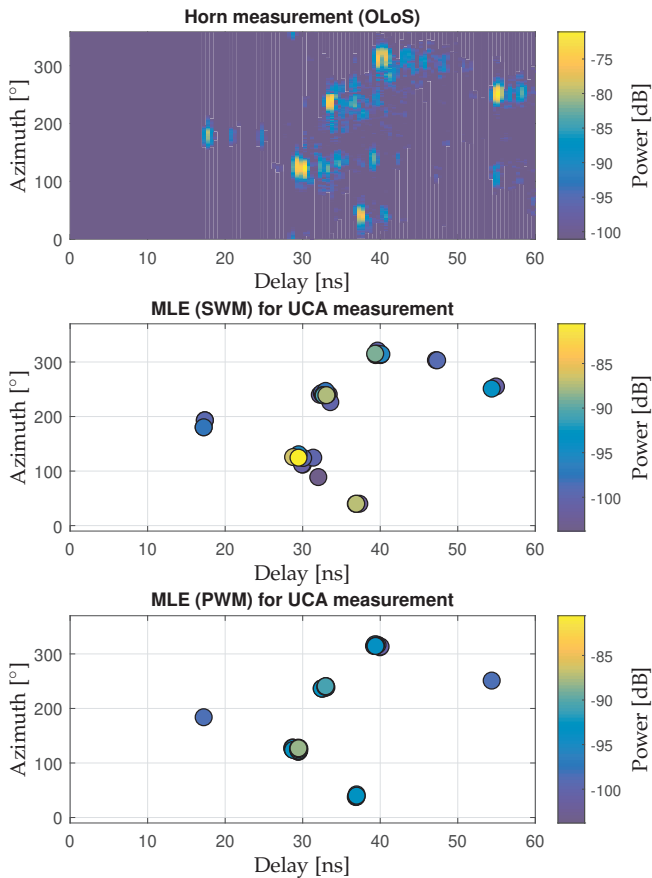 Horn measurement (OLoS)
Azimuth [°]
300
200
100
0
0 10 20 30 40 50 60
Delay [ns]
-75
-80
-85
-90
-95
-100
Power [dB]
MLE (SWM) for UCA measurement
Azimuth [°]
300
200
100
0
0 10 20 30 40 50 60
Delay [ns]
-85
-90
-95
-100
Power [dB]
MLE (PWM) for UCA measurement
Azimuth [°]
300
200
100
0
0 10 20 30 40 50 60
Delay [ns]
-85
-90
-95
-100
Power [dB]